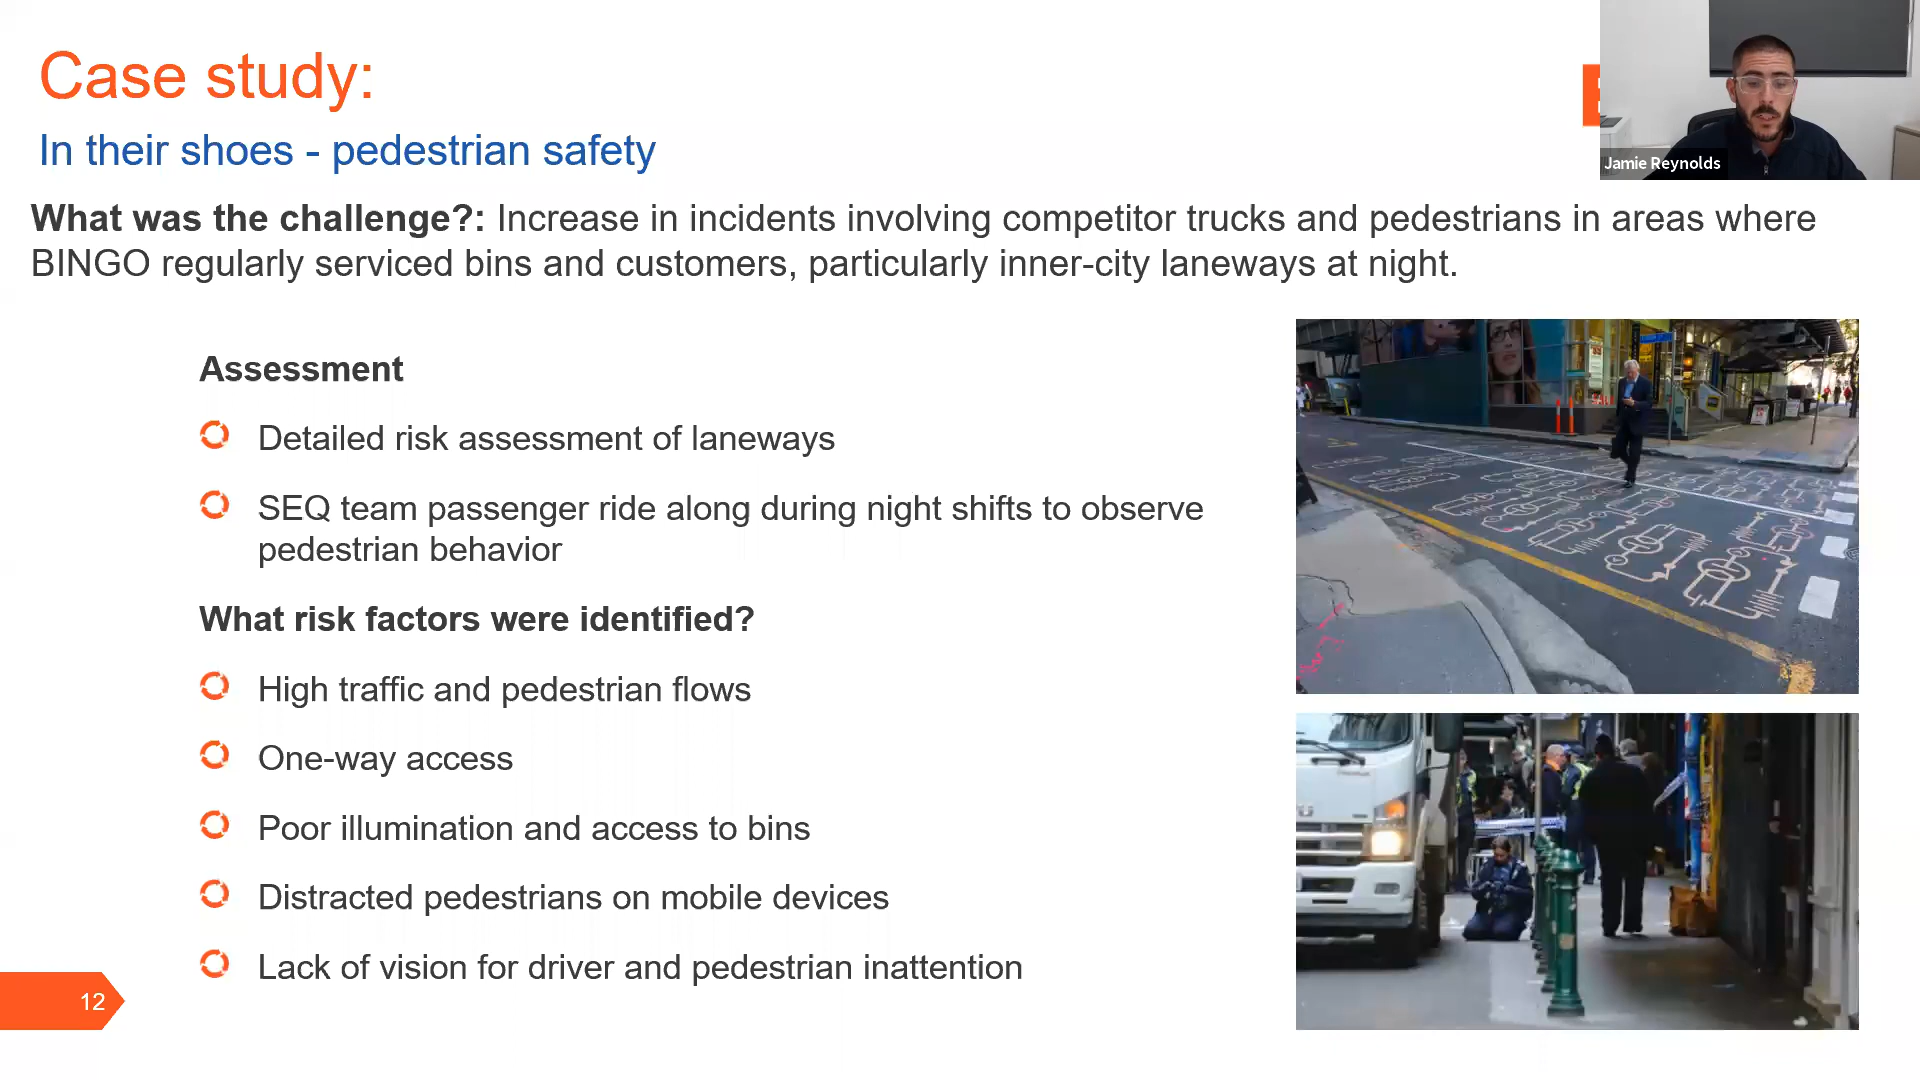 Case study:
In their shoes - pedestrian safety
Jamie Reynolds
What was the challenge?: Increase in incidents involving competitor trucks and pedestrians in areas where
BINGO regularly serviced bins and customers, particularly inner-city laneways at night.
Assessment
Detailed risk assessment of laneways
SEQ team passenger ride along during night shifts to observe
pedestrian behavior
What risk factors were identified?
High traffic and pedestrian flows
One-way access
Poor illumination and access to bins
Distracted pedestrians on mobile devices
Lack of vision for driver and pedestrian inattention
12